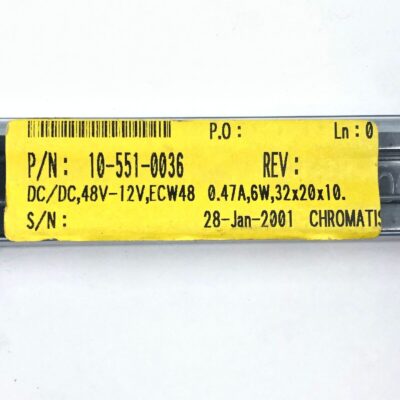 P.O: Ln: 0
P/N: 10-551-0036 REV:
DC/DC,48V-12V,ECW48 0.47A,6W,32x20x10.
S/N: 28-Jan-2001 CHROMATIS